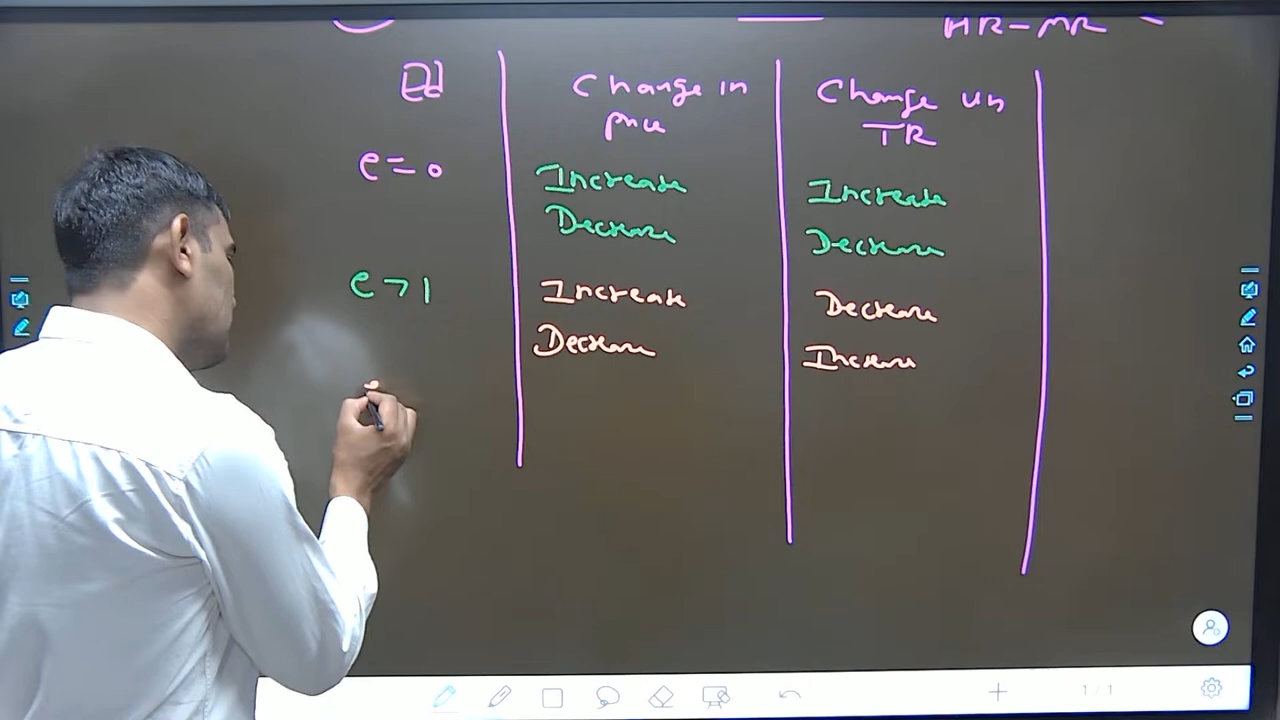 AR - MR
Ed
Change in price
Change in TR
e = 0
Increase
Increase
Decrease
Decrease
e > 1
Increase
Decrease
Decrease
Increase
e
1 / 1